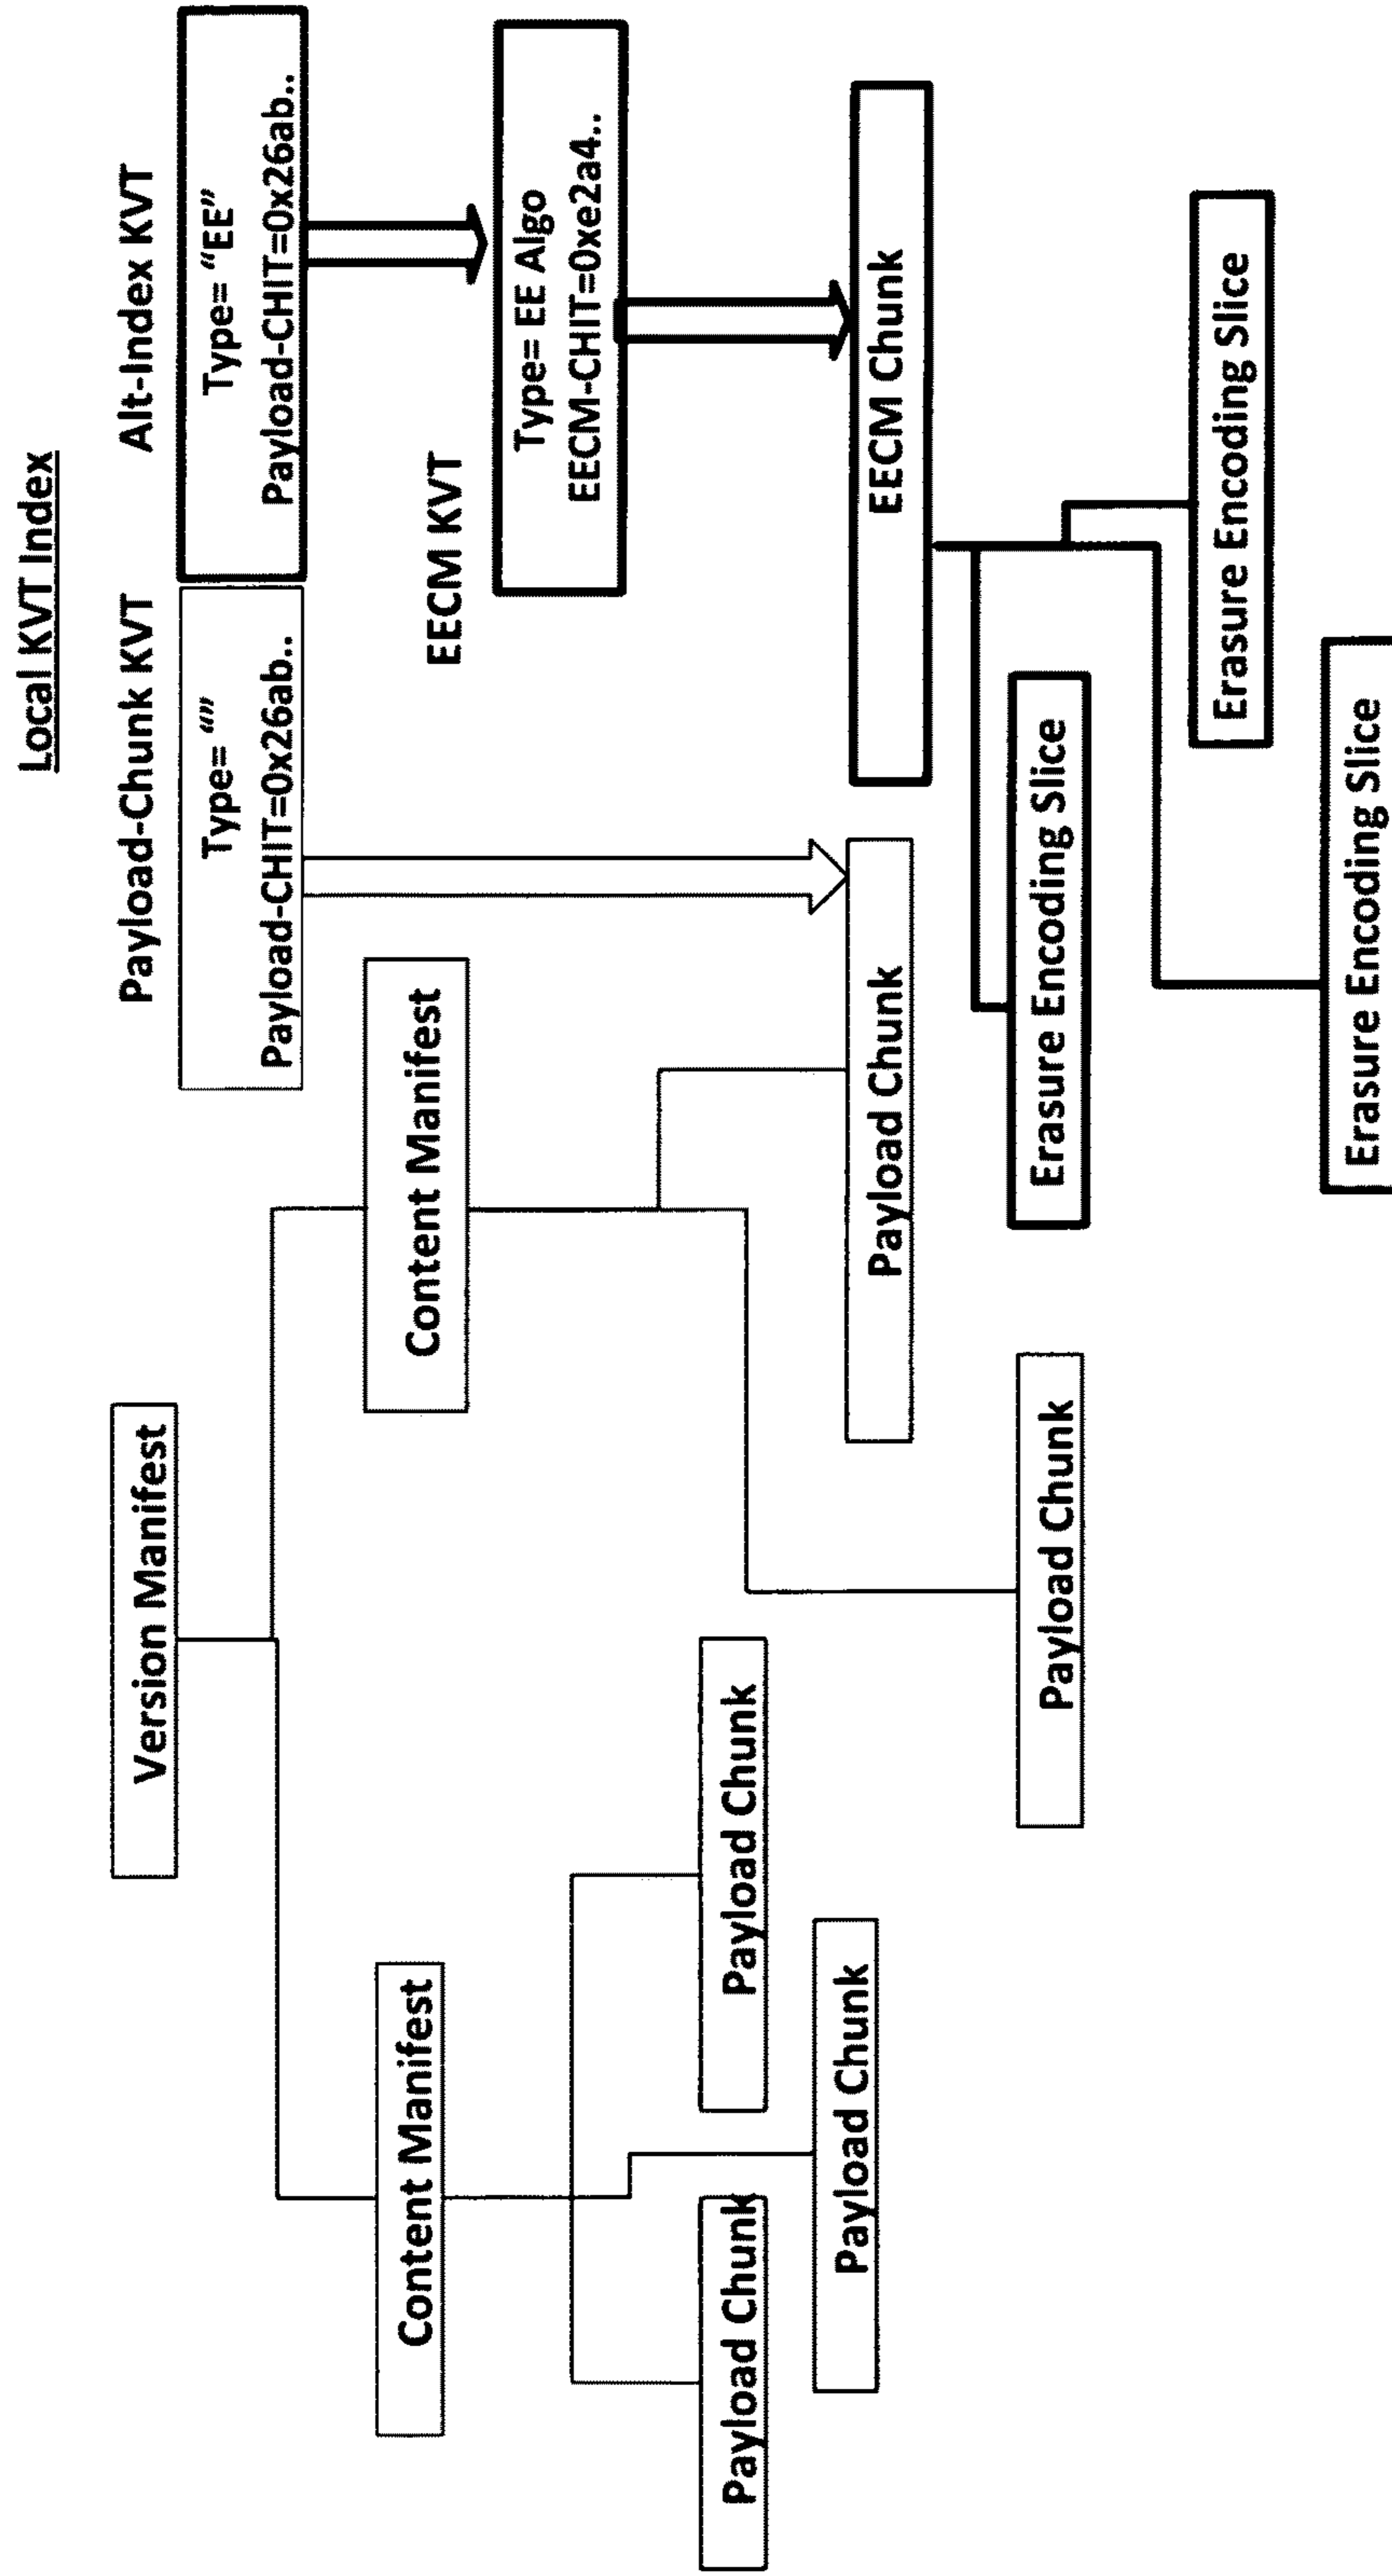 Local KVT Index
Payload-Chunk KVT
Alt-Index KVT
Type=“”
Payload-CHIT=0x26ab..
Type= “EE”
Payload-CHIT=0x26ab..
Version Manifest
Content Manifest
Content Manifest
EECM KVT
Type= EE Algo
EECM-CHIT=0xe2a4..
Payload Chunk
Payload Chunk
Payload Chunk
Payload Chunk
EECM Chunk
Payload Chunk
Erasure Encoding Slice
Erasure Encoding Slice
Erasure Encoding Slice